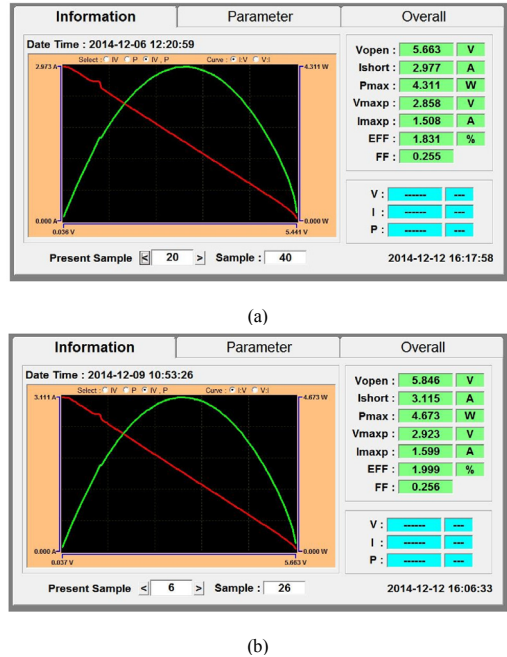 Information Parameter Overall
Date Time : 2014-12-06 12:20:59
Select : IV P IV , P Curve : I:V V:I
2.973 A 4.311 W
0.000 A 0.000 W
0.036 V 5.441 V
Present Sample < 20 > Sample : 40
Vopen : 5.663 V
Ishort : 2.977 A
Pmax : 4.311 W
Vmaxp : 2.858 V
Imaxp : 1.508 A
EFF : 1.831 %
FF : 0.255
V : ------ ---
I : ------ ---
P : ------ ---
2014-12-12 16:17:58
(a)
Information Parameter Overall
Date Time : 2014-12-09 10:53:26
Select : IV P IV , P Curve : I:V V:I
3.111 A 4.673 W
0.000 A 0.000 W
0.037 V 5.663 V
Present Sample < 6 > Sample : 26
Vopen : 5.846 V
Ishort : 3.115 A
Pmax : 4.673 W
Vmaxp : 2.923 V
Imaxp : 1.599 A
EFF : 1.999 %
FF : 0.256
V : ------ ---
I : ------ ---
P : ------ ---
2014-12-12 16:06:33
(b)